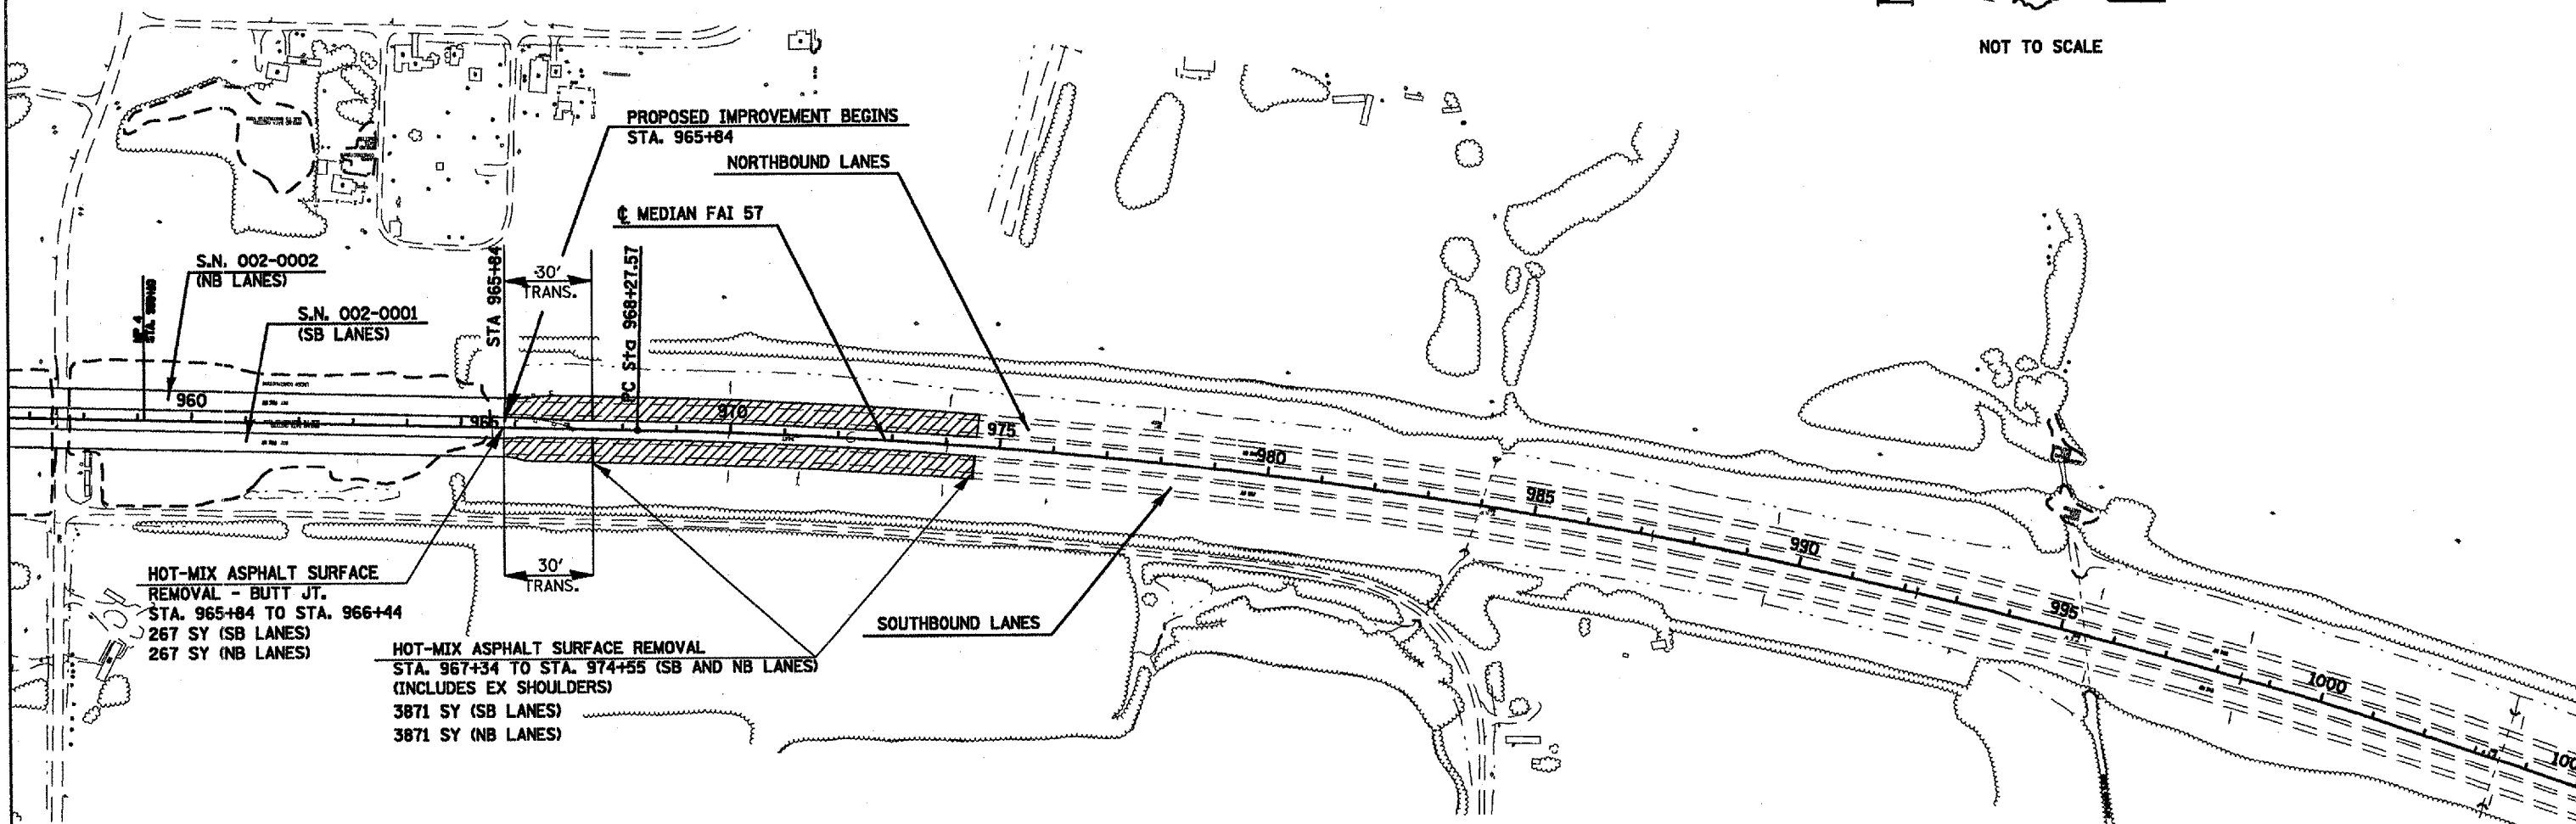 NOT TO SCALE
PROPOSED IMPROVEMENT BEGINS
STA. 965+84
NORTHBOUND LANES
℄ MEDIAN FAI 57
S.N. 002-0002
(NB LANES)
S.N. 002-0001
(SB LANES)
STA 965+84
30'
TRANS.
PC Sta 968+27.57
960
965
970
975
980
985
990
995
1000
30'
TRANS.
HOT-MIX ASPHALT SURFACE
REMOVAL - BUTT JT.
STA. 965+84 TO STA. 966+44
267 SY (SB LANES)
267 SY (NB LANES)
SOUTHBOUND LANES
HOT-MIX ASPHALT SURFACE REMOVAL
STA. 967+34 TO STA. 974+55 (SB AND NB LANES)
(INCLUDES EX SHOULDERS)
3871 SY (SB LANES)
3871 SY (NB LANES)